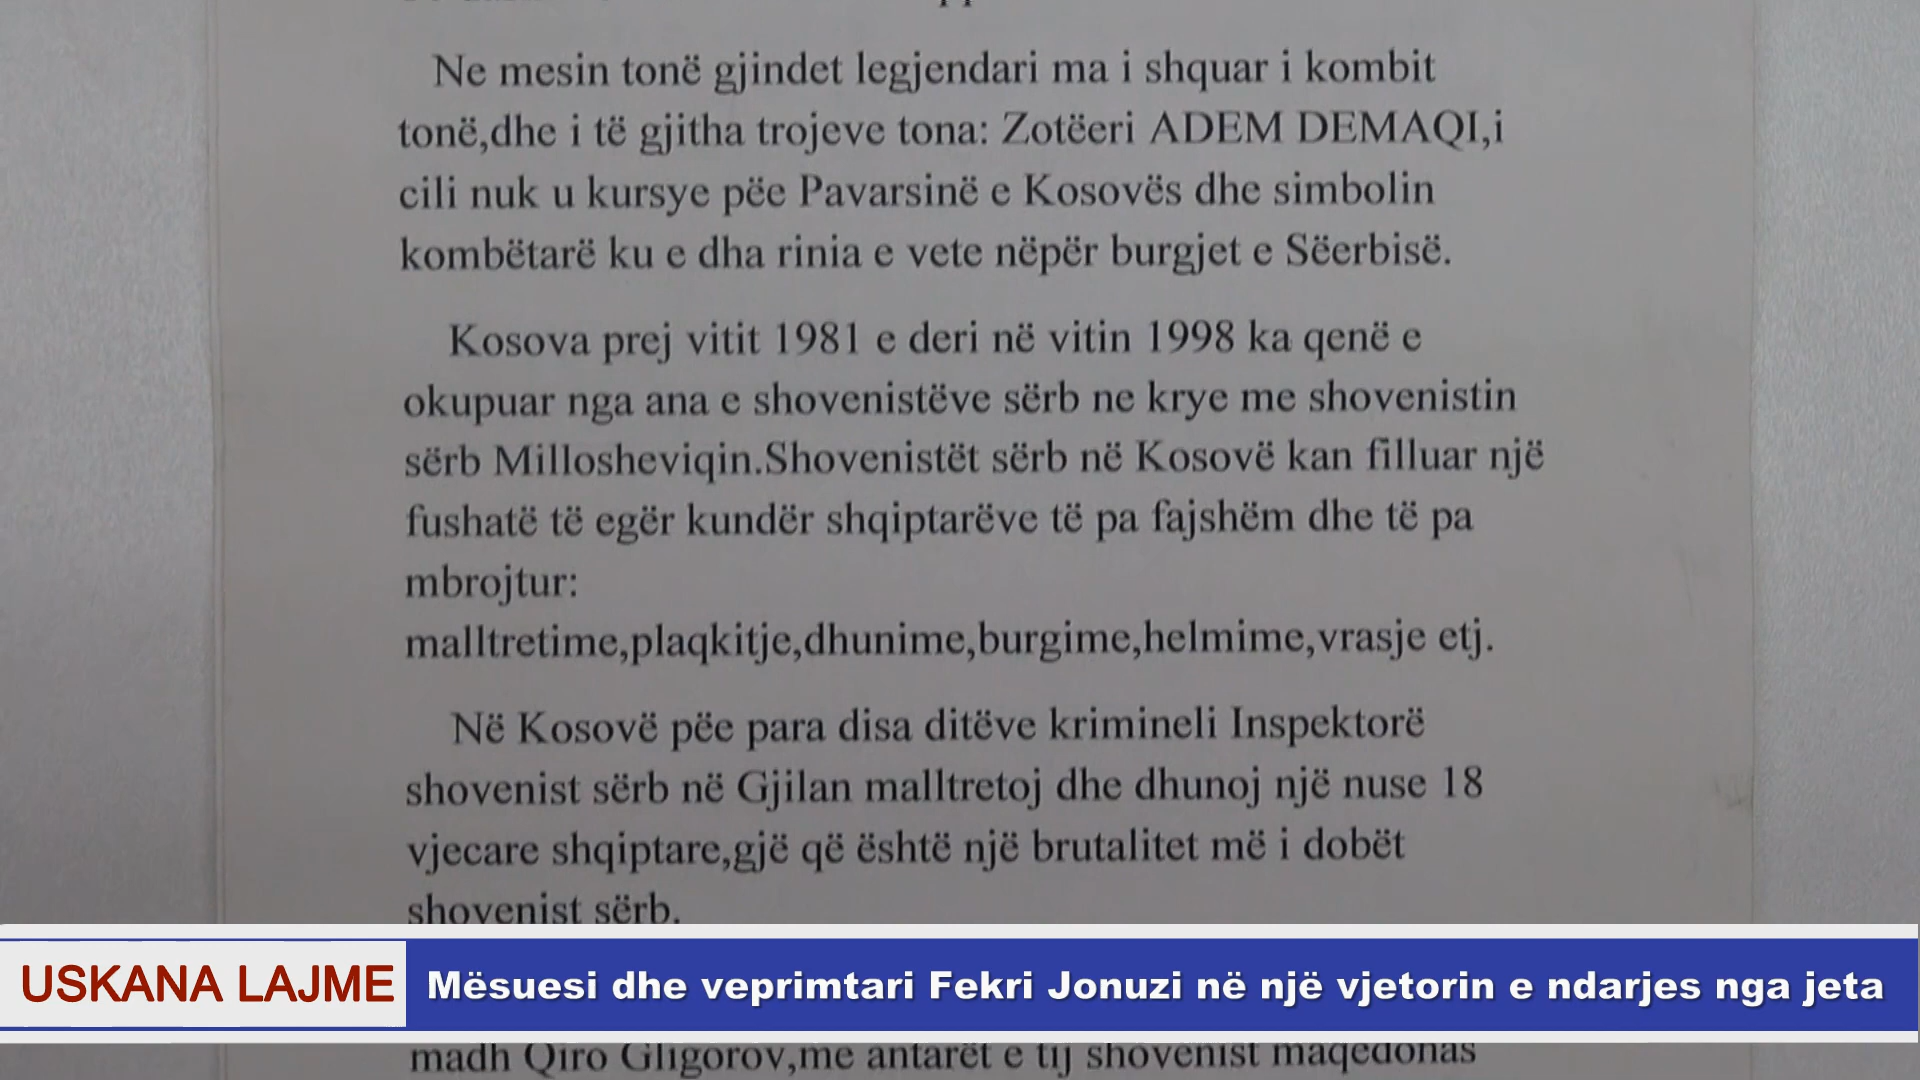 Ne mesin tonë gjindet legjendari ma i shquar i kombit
tonë,dhe i të gjitha trojeve tona: Zotëeri ADEM DEMAQI,i
cili nuk u kursye pëe Pavarsinë e Kosovës dhe simbolin
kombëtarë ku e dha rinia e vete nëpër burgjet e Sëerbisë.
Kosova prej vitit 1981 e deri në vitin 1998 ka qenë e
okupuar nga ana e shovenistëve sërb ne krye me shovenistin
sërb Millosheviqin.Shovenistët sërb në Kosovë kan filluar një
fushatë të egër kundër shqiptarëve të pa fajshëm dhe të pa
mbrojtur:
malltretime,plaqkitje,dhunime,burgime,helmime,vrasje etj.
Në Kosovë pëe para disa ditëve krimineli Inspektorë
shovenist sërb në Gjilan malltretoj dhe dhunoj një nuse 18
vjecare shqiptare,gjë që është një brutalitet më i dobët
shovenist sërb.
USKANA LAJME
Mësuesi dhe veprimtari Fekri Jonuzi në një vjetorin e ndarjes nga jeta
madh Qiro Gligorov,me antarët e tij shovenist maqedonas